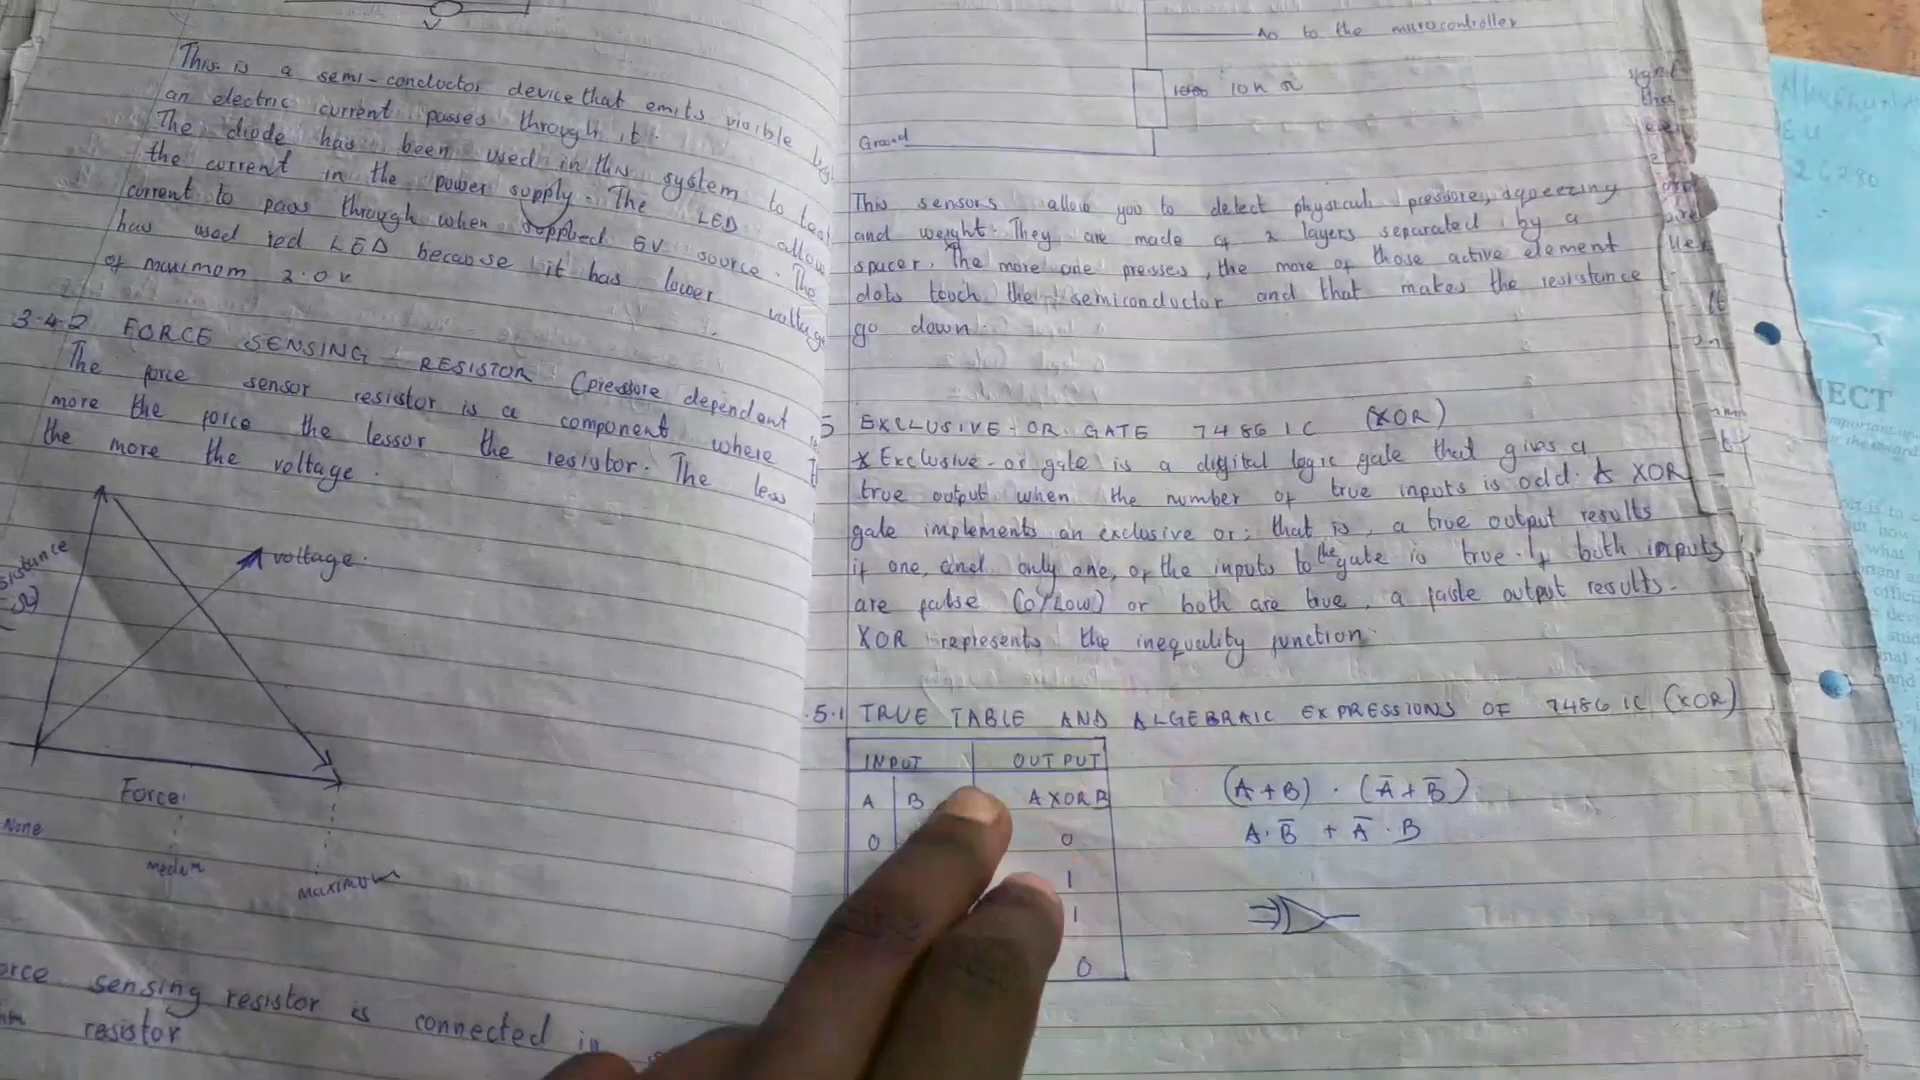 This is a semi-conductor device that emits visible
an electric current passes through it.
The diode has been used in this system to test
the current in the power supply. The LED allow
current to pass through when supplied 5V source. The
has used red LED because it has lower voltage
of maximum 2.0v
3.4.2 FORCE SENSING RESISTOR (pressure dependent
The force sensor resistor is a component where
more the force the lessor the resistor. The less
the more the voltage.
voltage.
Force
None
medium
maximum
sensing resistor is connected in
resistor
A0 to the microcontroller
10k Ω
Ground
This sensors allow you to detect physical pressure, squeezing
and weight. They are made of 2 layers separated by a
spacer. The more one presses, the more of those active element
dots touch the semiconductor and that makes the resistance
go down.
5 EXCLUSIVE-OR GATE 7486 IC (XOR)
* Exclusive-or gate is a digital logic gate that gives a
true output when the number of true inputs is odd. A XOR
gate implements an exclusive or; that is, a true output results
if one, and only one, of the inputs to the gate is true. If both inputs
are false (0/Low) or both are true, a false output results.
XOR represents the inequality function.
.5.1 TRUE TABLE AND ALGEBRAIC EXPRESSIONS OF 7486 IC (XOR)
INPUT OUTPUT
A B A XOR B
0 0
1
1
0
(A+B) . (A̅+B̅)
A.B̅ + A̅.B
ECT